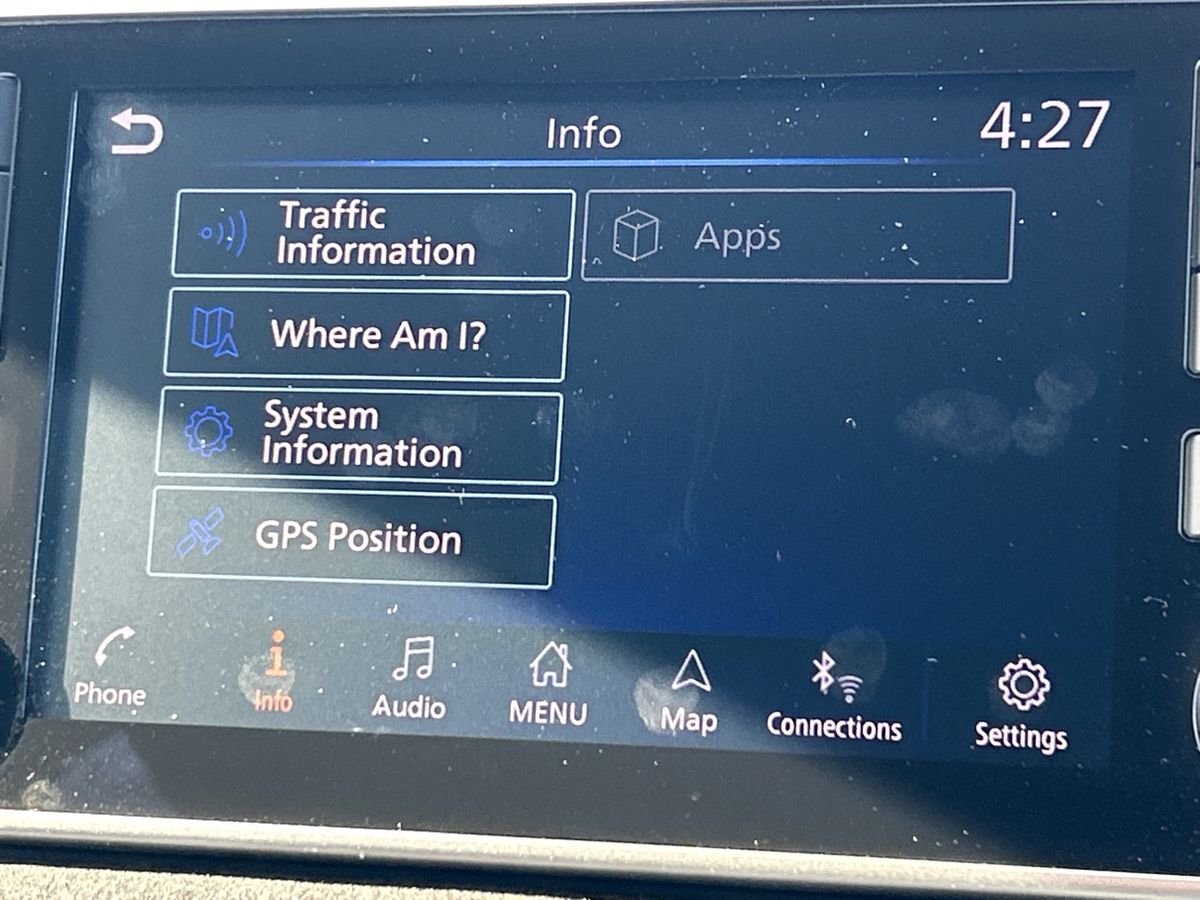 Info
4:27
Traffic
Information
Apps
Where Am I?
System
Information
GPS Position
Phone
Info
Audio
MENU
Map
Connections
Settings